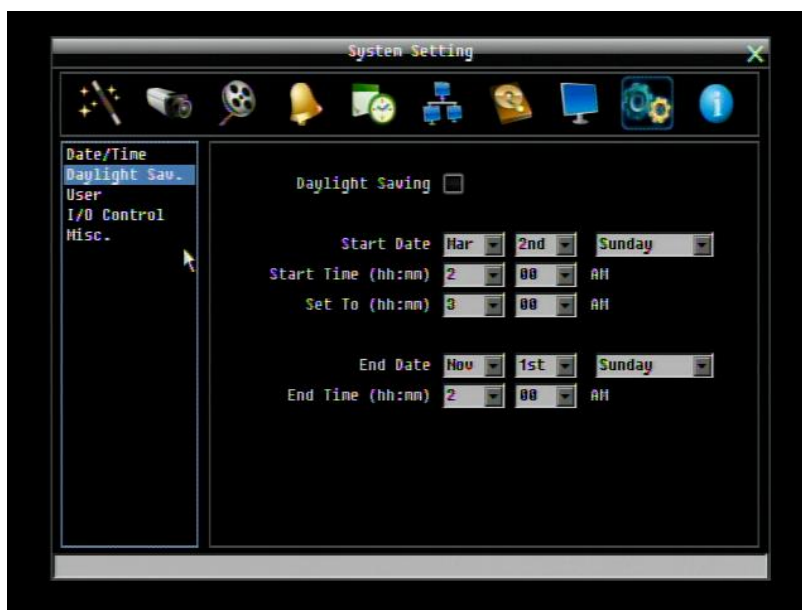 System Setting
Date/Time
Daylight Sav.
User
I/O Control
Misc.
Daylight Saving
Start Date Mar 2nd Sunday
Start Time (hh:mm) 2 00 AM
Set To (hh:mm) 3 00 AM
End Date Nov 1st Sunday
End Time (hh:mm) 2 00 AM